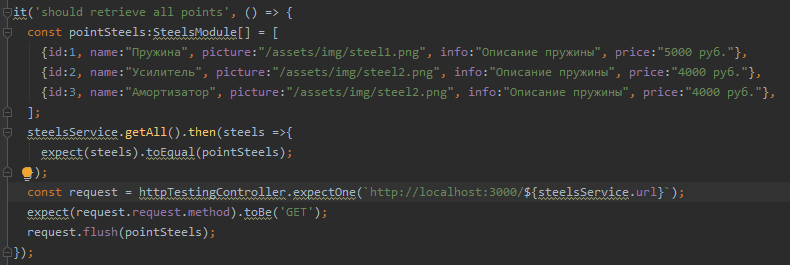 it('should retrieve all points', () => {
const pointSteels:SteelsModule[] = [
{id:1, name:"Пружина", picture:"/assets/img/steel1.png", info:"Описание пружины", price:"5000 руб."},
{id:2, name:"Усилитель", picture:"/assets/img/steel2.png", info:"Описание пружины", price:"4000 руб."},
{id:3, name:"Амортизатор", picture:"/assets/img/steel2.png", info:"Описание пружины", price:"4000 руб."},
];
steelsService.getAll().then(steels =>{
expect(steels).toEqual(pointSteels);
});
const request = httpTestingController.expectOne(`http://localhost:3000/${steelsService.url}`);
expect(request.request.method).toBe('GET');
request.flush(pointSteels);
});